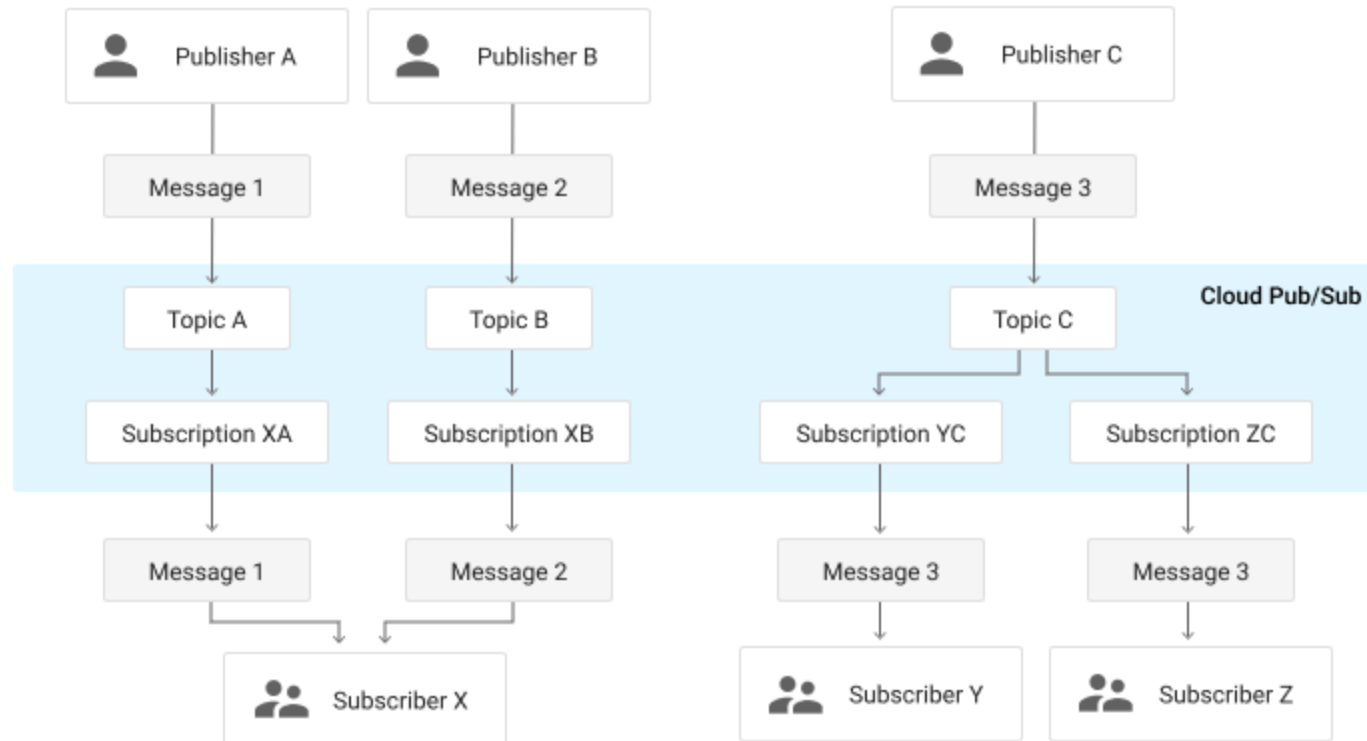 Publisher A
Publisher B
Publisher C
Message 1
Message 2
Message 3
Cloud Pub/Sub
Topic A
Topic B
Topic C
Subscription XA
Subscription XB
Subscription YC
Subscription ZC
Message 1
Message 2
Message 3
Message 3
Subscriber X
Subscriber Y
Subscriber Z